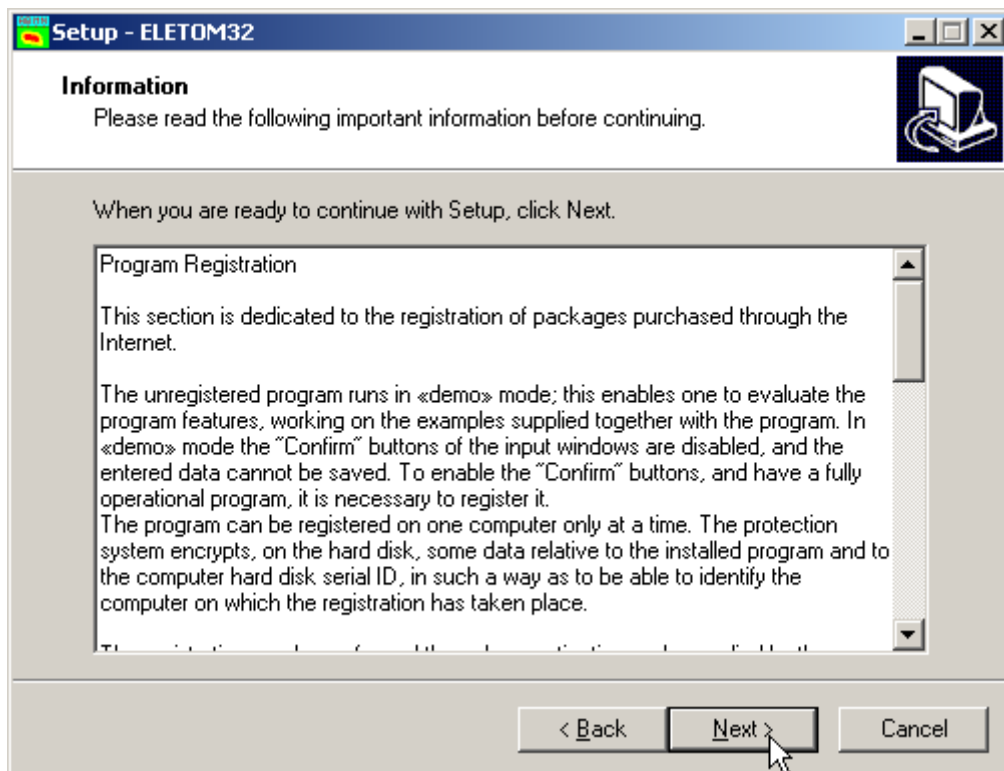 Setup - ELETOM32
Information
Please read the following important information before continuing.
When you are ready to continue with Setup, click Next.
Program Registration
This section is dedicated to the registration of packages purchased through the
Internet.
The unregistered program runs in «demo» mode; this enables one to evaluate the
program features, working on the examples supplied together with the program. In
«demo» mode the "Confirm" buttons of the input windows are disabled, and the
entered data cannot be saved. To enable the "Confirm" buttons, and have a fully
operational program, it is necessary to register it.
The program can be registered on one computer only at a time. The protection
system encrypts, on the hard disk, some data relative to the installed program and to
the computer hard disk serial ID, in such a way as to be able to identify the
computer on which the registration has taken place.
< Back
Next >
Cancel